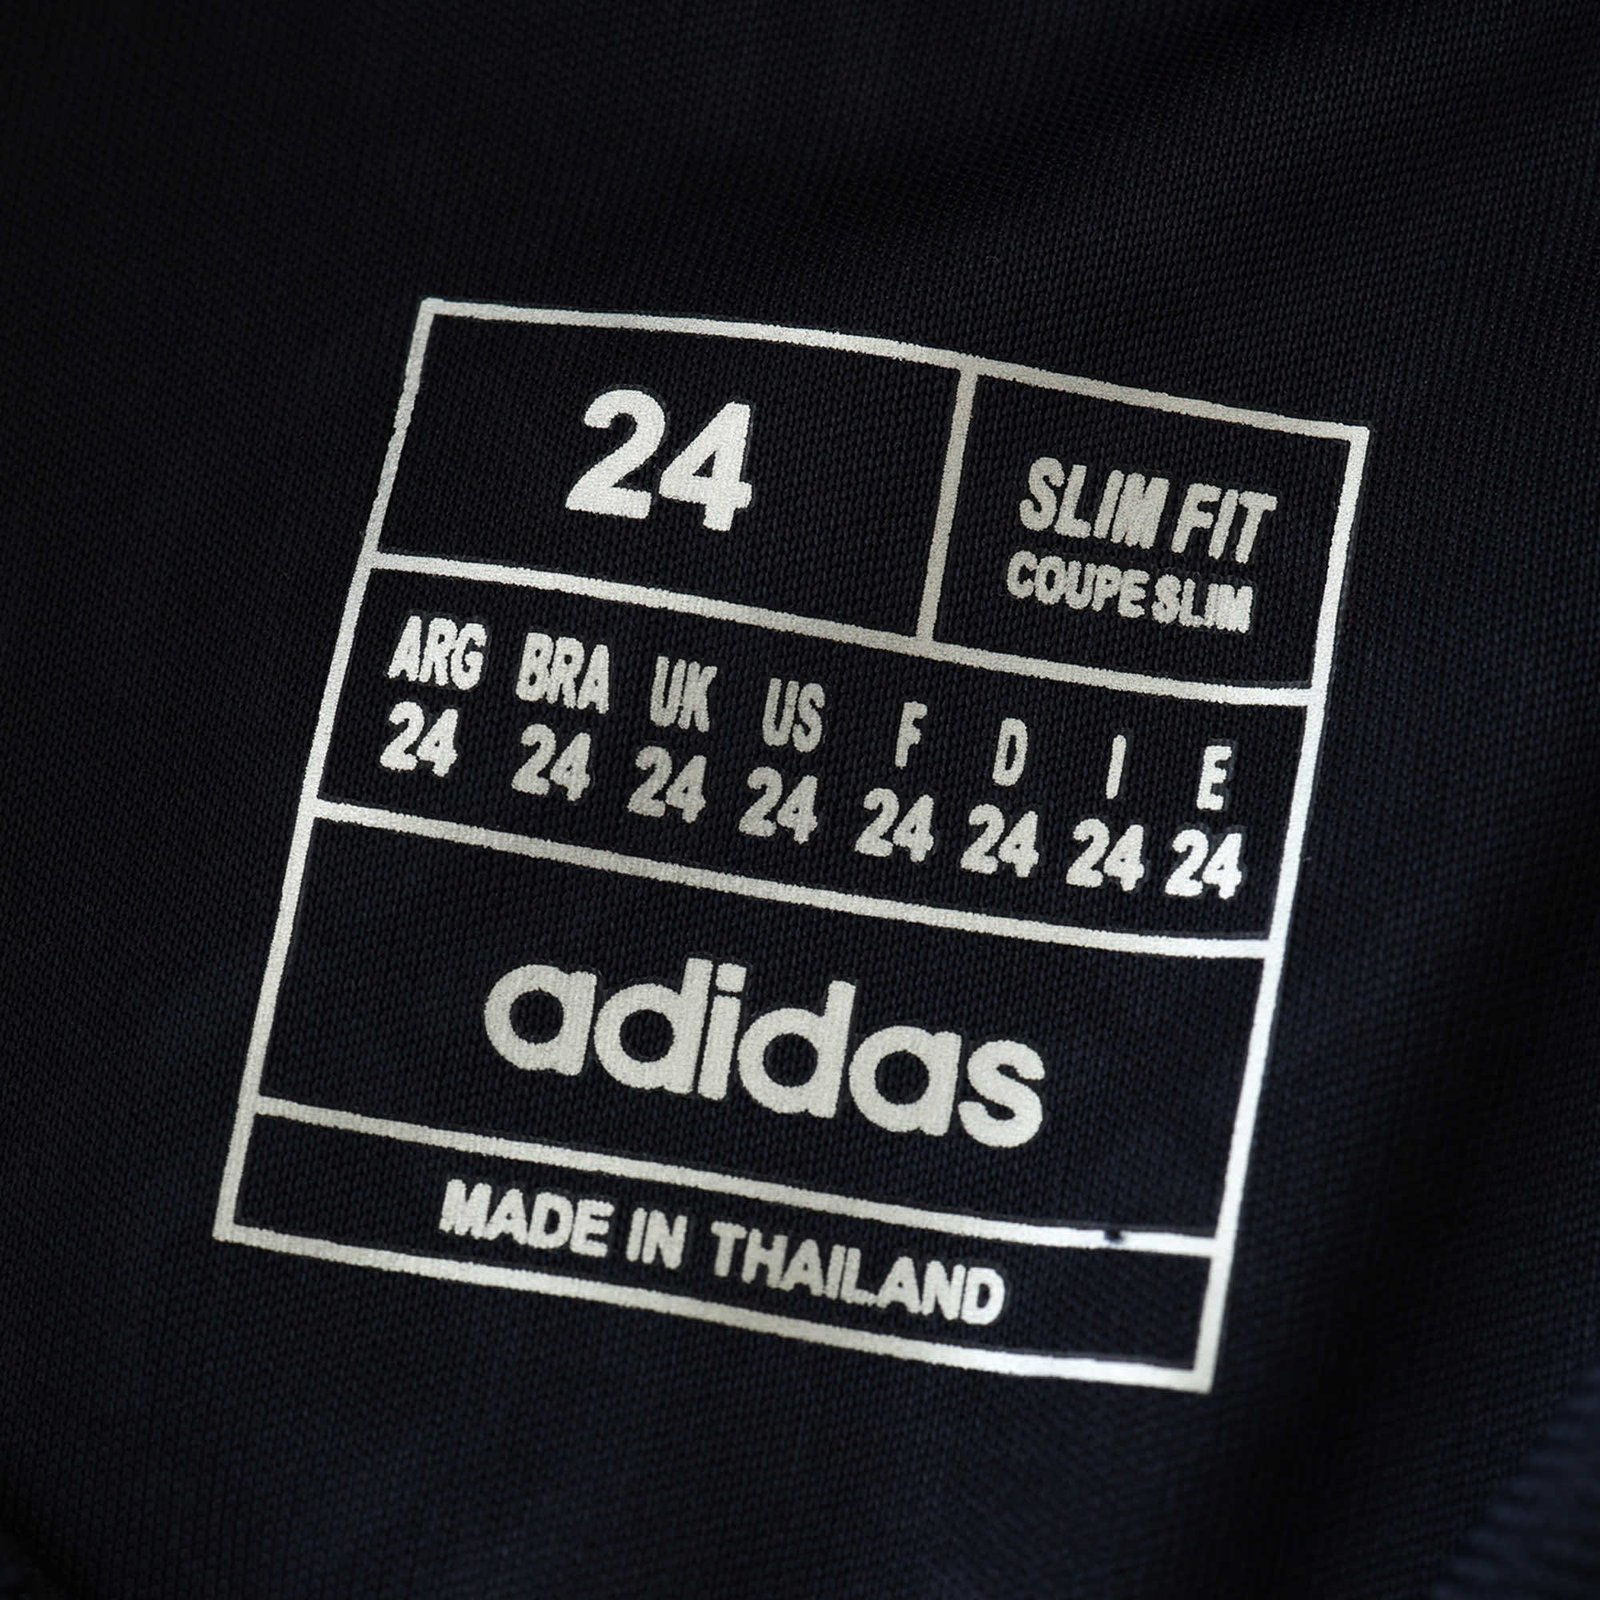 24
SLIM FIT
COUPE SLIM
ARG BRA UK US F D I E
24 24 24 24 24 24 24 24
adidas
MADE IN THAILAND